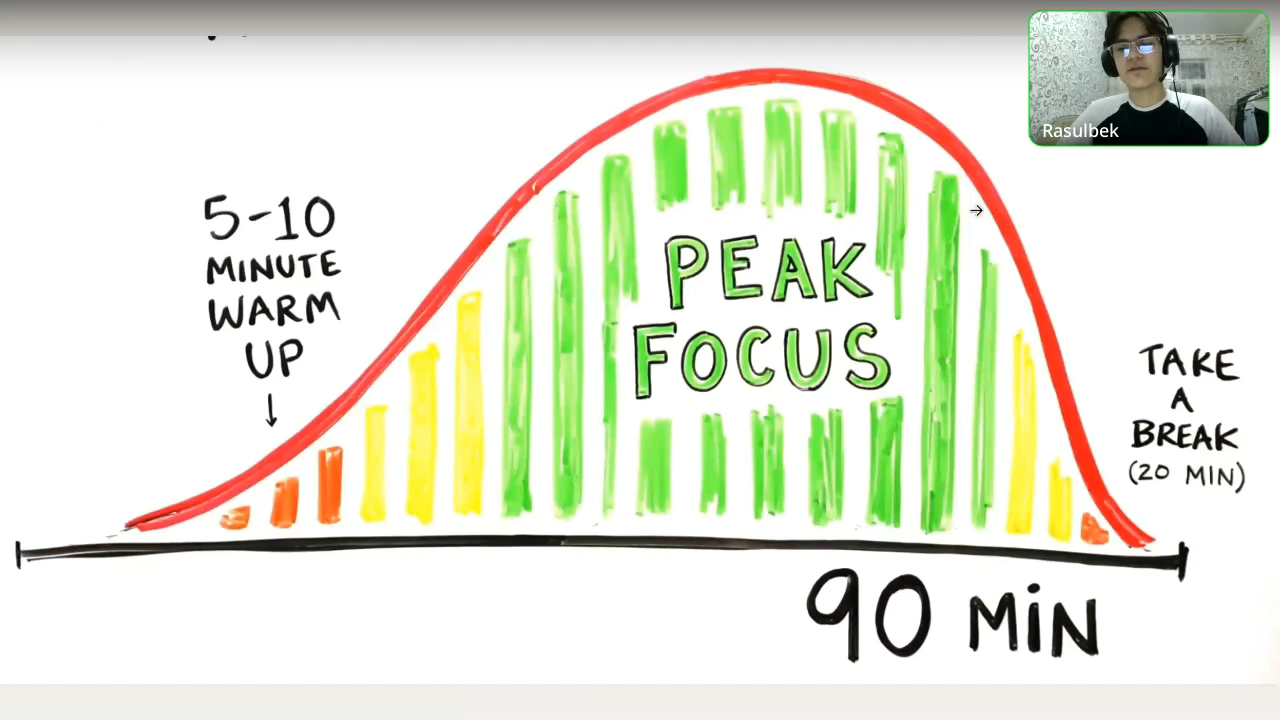 5-10
MINUTE
WARM
UP
PEAK
FOCUS
TAKE
A
BREAK
(20 MIN)
90 MiN
Rasulbek